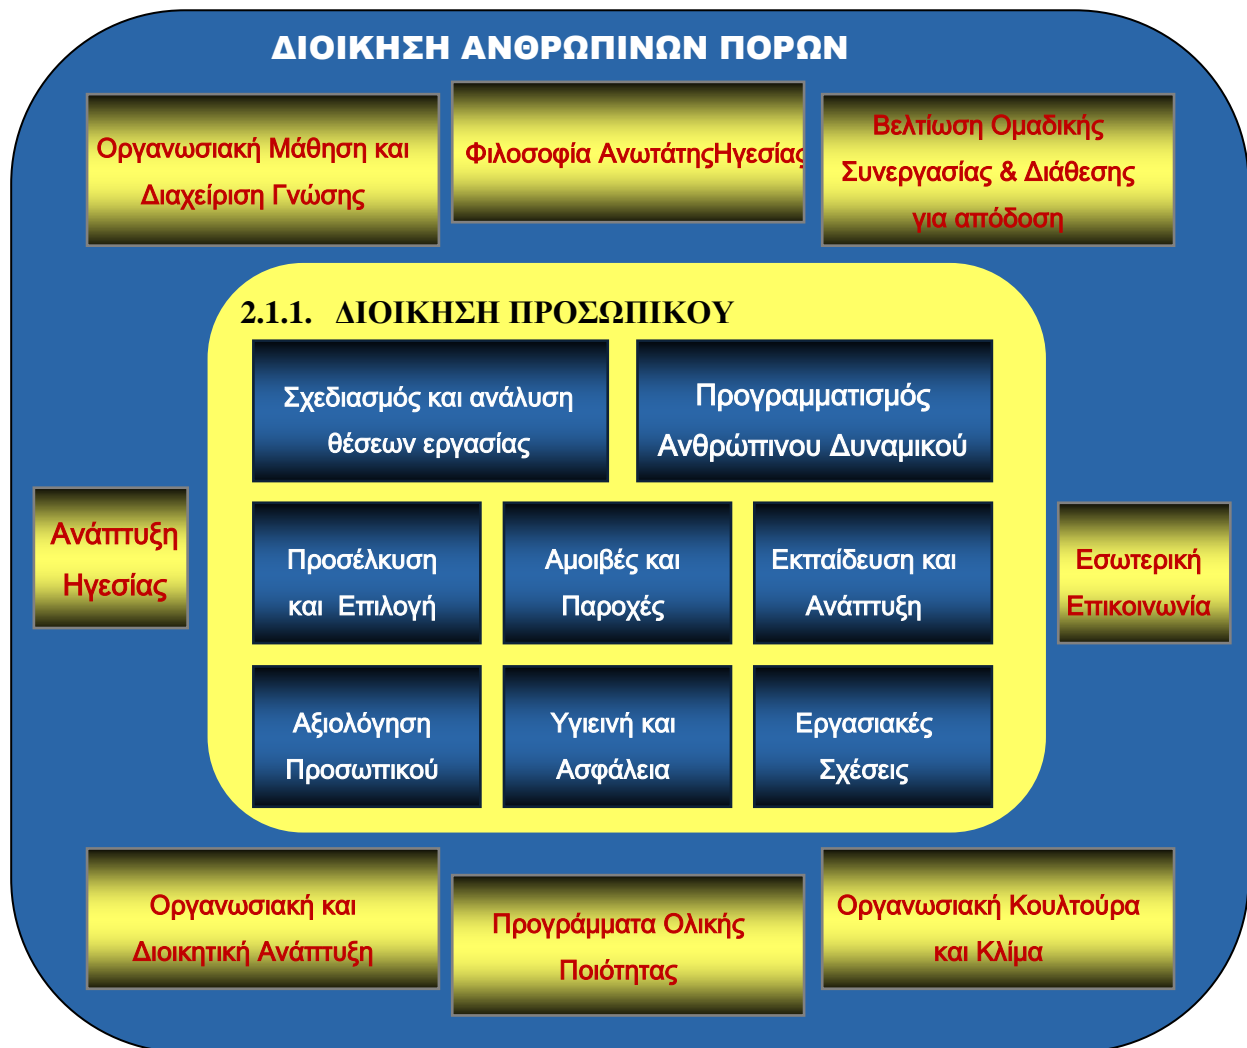 ΔΙΟΙΚΗΣΗ ΑΝΘΡΩΠΙΝΩΝ ΠΟΡΩΝ
Οργανωσιακή Μάθηση και
Διαχείριση Γνώσης
Φιλοσοφία ΑνωτάτηςΗγεσίας
Βελτίωση Ομαδικής
Συνεργασίας & Διάθεσης
για απόδοση
2.1.1. ΔΙΟΙΚΗΣΗ ΠΡΟΣΩΠΙΚΟΥ
Σχεδιασμός και ανάλυση
θέσεων εργασίας
Προγραμματισμός
Ανθρώπινου Δυναμικού
Ανάπτυξη
Ηγεσίας
Προσέλκυση
και Επιλογή
Αμοιβές και
Παροχές
Εκπαίδευση και
Ανάπτυξη
Εσωτερική
Επικοινωνία
Αξιολόγηση
Προσωπικού
Υγιεινή και
Ασφάλεια
Εργασιακές
Σχέσεις
Οργανωσιακή και
Διοικητική Ανάπτυξη
Προγράμματα Ολικής
Ποιότητας
Οργανωσιακή Κουλτούρα
και Κλίμα